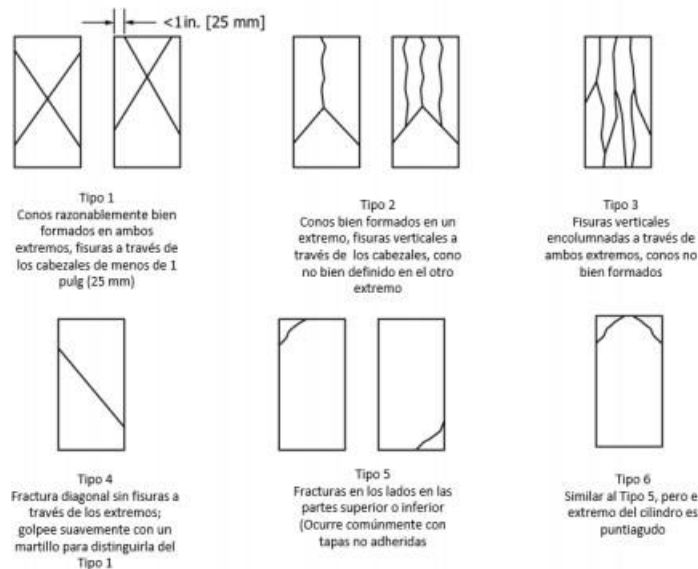 <1 in. [25 mm]
Tipo 1
Conos razonablemente bien
formados en ambos
extremos, fisuras a través de
los cabezales de menos de 1
pulg (25 mm)
Tipo 2
Conos bien formados en un
extremo, fisuras verticales a
través de los cabezales, cono
no bien definido en el otro
extremo
Tipo 3
Fisuras verticales
encolumnadas a través de
ambos extremos, conos no
bien formados
Tipo 4
Fractura diagonal sin fisuras a
través de los extremos;
golpee suavemente con un
martillo para distinguirla del
Tipo 1
Tipo 5
Fracturas en los lados en las
partes superior o inferior
(Ocurre comúnmente con
tapas no adheridas
Tipo 6
Similar al Tipo 5, pero e
extremo del cilindro es
puntiagudo